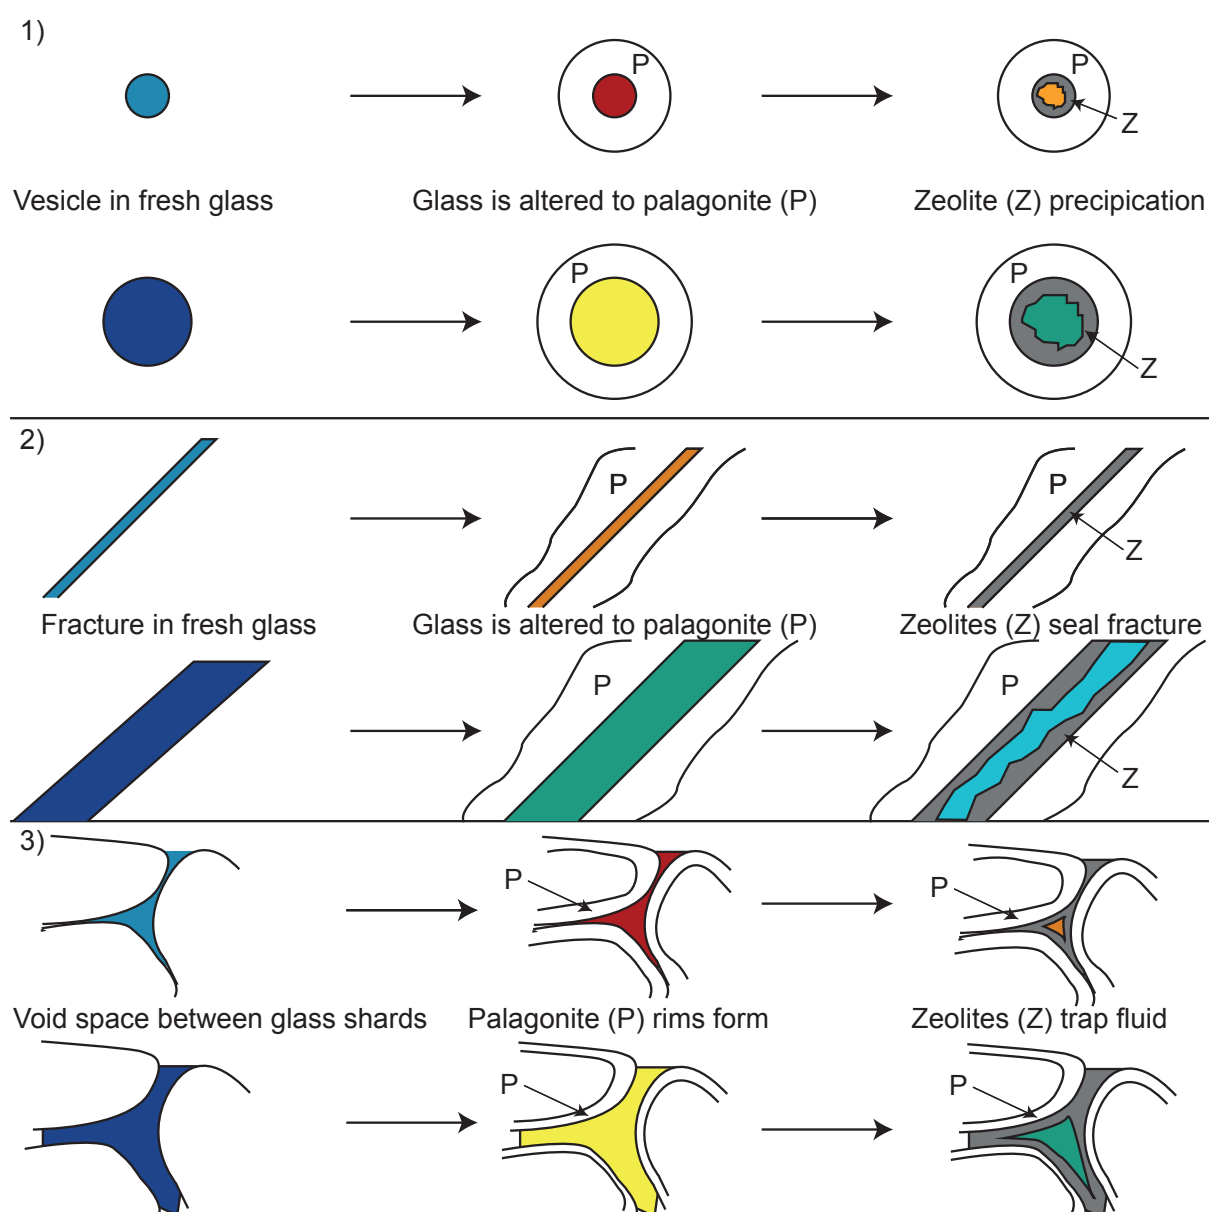 1)
P
P
Z
Vesicle in fresh glass
Glass is altered to palagonite (P)
Zeolite (Z) precipication
P
P
Z
2)
P
P
Z
Fracture in fresh glass
Glass is altered to palagonite (P)
Zeolites (Z) seal fracture
P
P
Z
3)
P
P
Void space between glass shards
Palagonite (P) rims form
Zeolites (Z) trap fluid
P
P